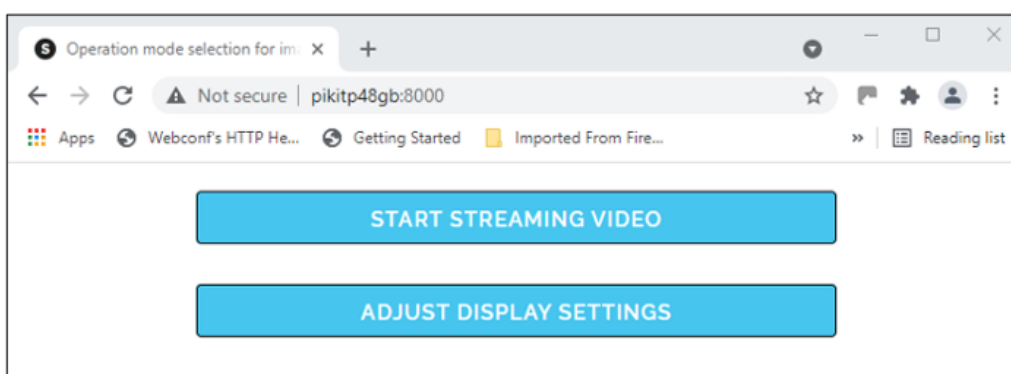 S Operation mode selection for im
Not secure | pikitp48gb:8000
Apps Webconf's HTTP He... Getting Started Imported From Fire... » Reading list
START STREAMING VIDEO
ADJUST DISPLAY SETTINGS